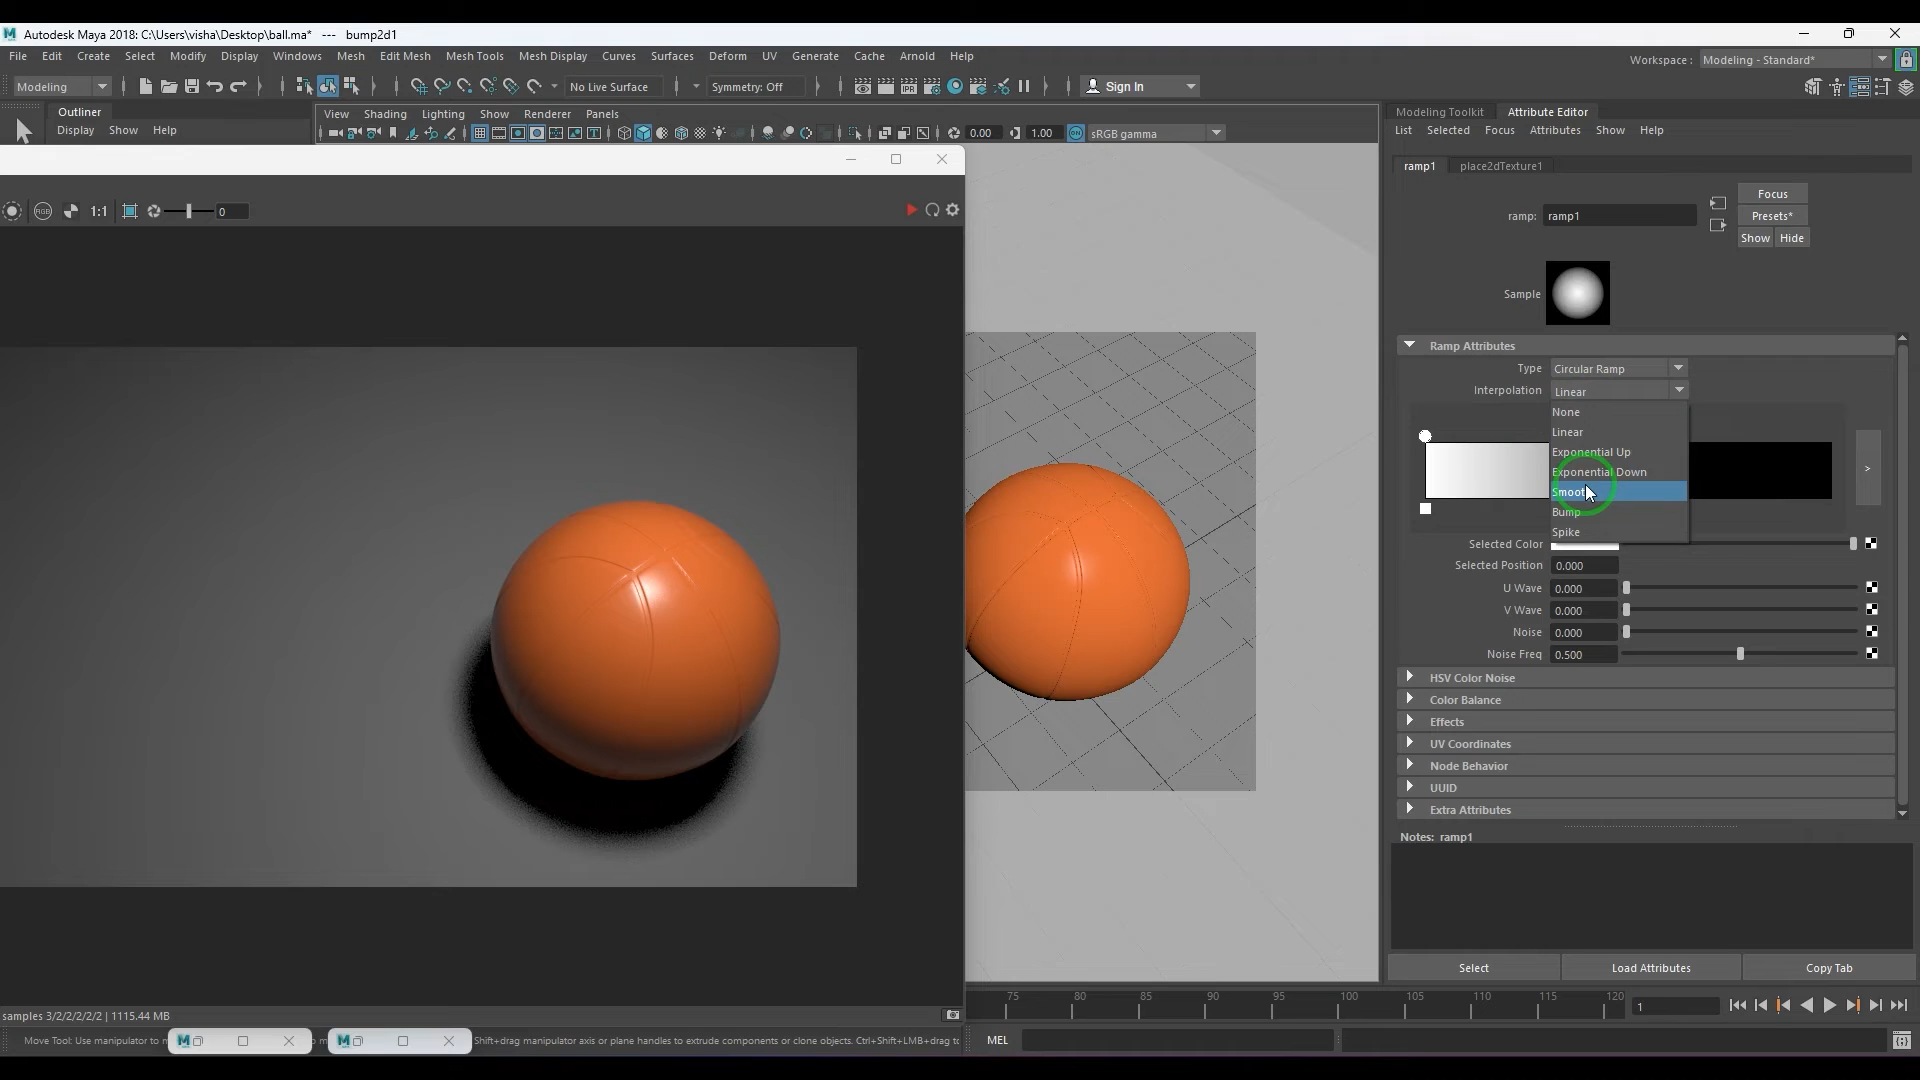 Autodesk Maya 2018: C:\Users\visha\Desktop\ball.ma* --- bump2d1
File Edit Create Select Modify Display Windows Mesh Edit Mesh Mesh Tools Mesh Display Curves Surfaces Deform UV Generate Cache Arnold Help
Workspace : Modeling - Standard*
Modeling No Live Surface Symmetry: Off Sign In
Outliner
Display Show Help
View Shading Lighting Show Renderer Panels
0.00 1.00 sRGB gamma
Modeling Toolkit Attribute Editor
List Selected Focus Attributes Show Help
RGB 1:1 0
ramp1 place2dTexture1
Focus
ramp: ramp1 Presets*
Show Hide
Sample
Ramp Attributes
Type Circular Ramp
Interpolation Linear
None
Linear
Exponential Up
Exponential Down
Smooth
Bump
Spike
>
Selected Color
Selected Position 0.000
U Wave 0.000
V Wave 0.000
Noise 0.000
Noise Freq 0.500
HSV Color Noise
Color Balance
Effects
UV Coordinates
Node Behavior
UUID
Extra Attributes
Notes: ramp1
Select Load Attributes Copy Tab
75 80 85 90 95 100 105 110 115 120 1
samples 3/2/2/2/2/2 | 1115.44 MB
Move Tool: Use manipulator to m
Shift+drag manipulator axis or plane handles to extrude components or clone objects. Ctrl+Shift+LMB+drag to
MEL